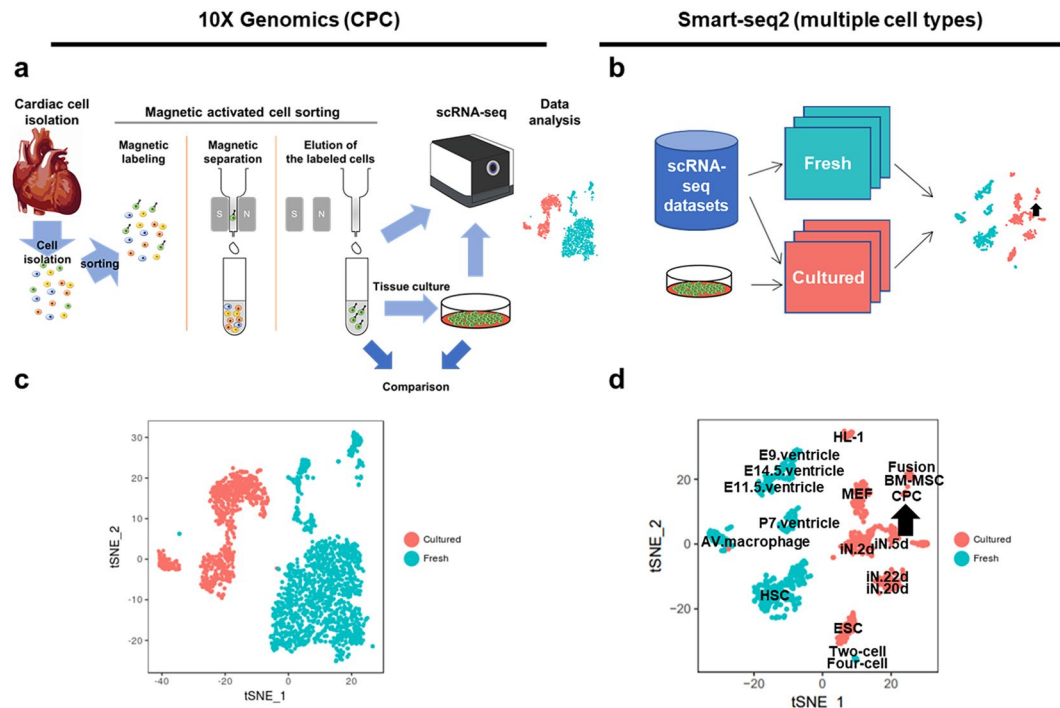 10X Genomics (CPC)
Smart-seq2 (multiple cell types)
a
Cardiac cell
isolation
Magnetic activated cell sorting
Magnetic
labeling
Magnetic
separation
Elution of
the labeled cells
scRNA-seq
Data
analysis
S
N
S
N
Cell
isolation
sorting
Tissue culture
Comparison
b
scRNA-
seq
datasets
Fresh
Cultured
c
tSNE_2
30
20
10
0
-10
-20
-40
-20
0
20
tSNE_1
Cultured
Fresh
d
tSNE_2
20
0
-20
HL-1
E9.ventricle
E14.5.ventricle
E11.5.ventricle
Fusion
BM-MSC
CPC
MEF
P7.ventricle
AV.macrophage
iN.2d
iN.5d
iN.22d
iN.20d
HSC
ESC
Two-cell
Four-cell
-20
0
20
tSNE_1
Cultured
Fresh